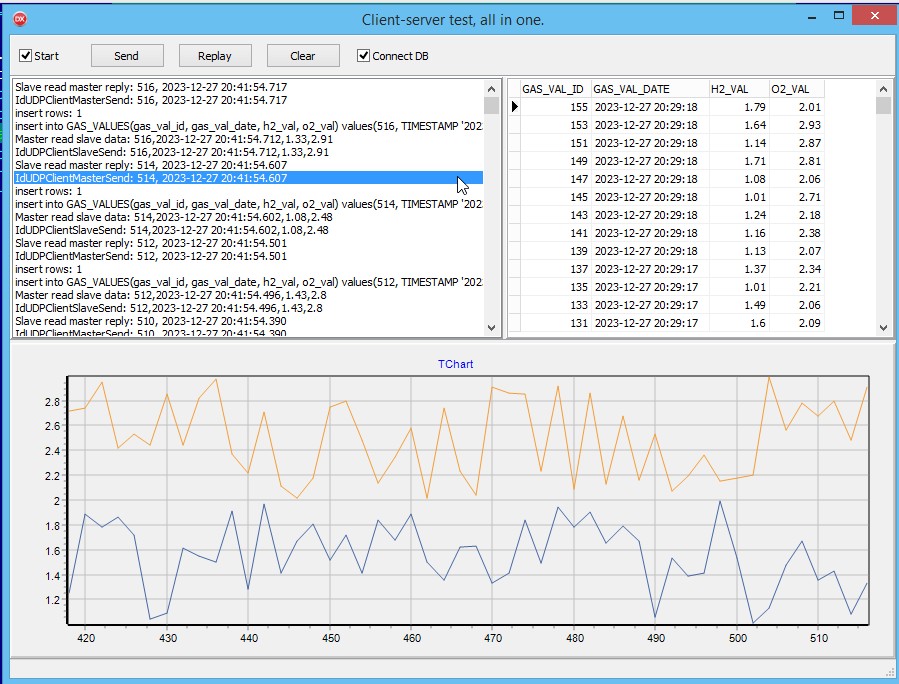 DX
Client-server test, all in one.
Start
Send
Replay
Clear
Connect DB
Slave read master reply: 516, 2023-12-27 20:41:54.717
IdUDPClientMasterSend: 516, 2023-12-27 20:41:54.717
insert rows: 1
insert into GAS_VALUES(gas_val_id, gas_val_date, h2_val, o2_val) values(516, TIMESTAMP '202
Master read slave data: 516,2023-12-27 20:41:54.712,1.33,2.91
IdUDPClientSlaveSend: 516,2023-12-27 20:41:54.712,1.33,2.91
Slave read master reply: 514, 2023-12-27 20:41:54.607
IdUDPClientMasterSend: 514, 2023-12-27 20:41:54.607
insert rows: 1
insert into GAS_VALUES(gas_val_id, gas_val_date, h2_val, o2_val) values(514, TIMESTAMP '202
Master read slave data: 514,2023-12-27 20:41:54.602,1.08,2.48
IdUDPClientSlaveSend: 514,2023-12-27 20:41:54.602,1.08,2.48
Slave read master reply: 512, 2023-12-27 20:41:54.501
IdUDPClientMasterSend: 512, 2023-12-27 20:41:54.501
insert rows: 1
insert into GAS_VALUES(gas_val_id, gas_val_date, h2_val, o2_val) values(512, TIMESTAMP '202
Master read slave data: 512,2023-12-27 20:41:54.496,1.43,2.8
IdUDPClientSlaveSend: 512,2023-12-27 20:41:54.496,1.43,2.8
Slave read master reply: 510, 2023-12-27 20:41:54.390
IdUDPClientMasterSend: 510, 2023-12-27 20:41:54.390
GAS_VAL_ID GAS_VAL_DATE H2_VAL O2_VAL
155 2023-12-27 20:29:18 1.79 2.01
153 2023-12-27 20:29:18 1.64 2.93
151 2023-12-27 20:29:18 1.14 2.87
149 2023-12-27 20:29:18 1.71 2.81
147 2023-12-27 20:29:18 1.08 2.06
145 2023-12-27 20:29:18 1.01 2.71
143 2023-12-27 20:29:18 1.24 2.18
141 2023-12-27 20:29:18 1.16 2.38
139 2023-12-27 20:29:18 1.13 2.07
137 2023-12-27 20:29:17 1.37 2.34
135 2023-12-27 20:29:17 1.01 2.21
133 2023-12-27 20:29:17 1.49 2.06
131 2023-12-27 20:29:17 1.6 2.09
TChart
2.8
2.6
2.4
2.2
2
1.8
1.6
1.4
1.2
420 430 440 450 460 470 480 490 500 510